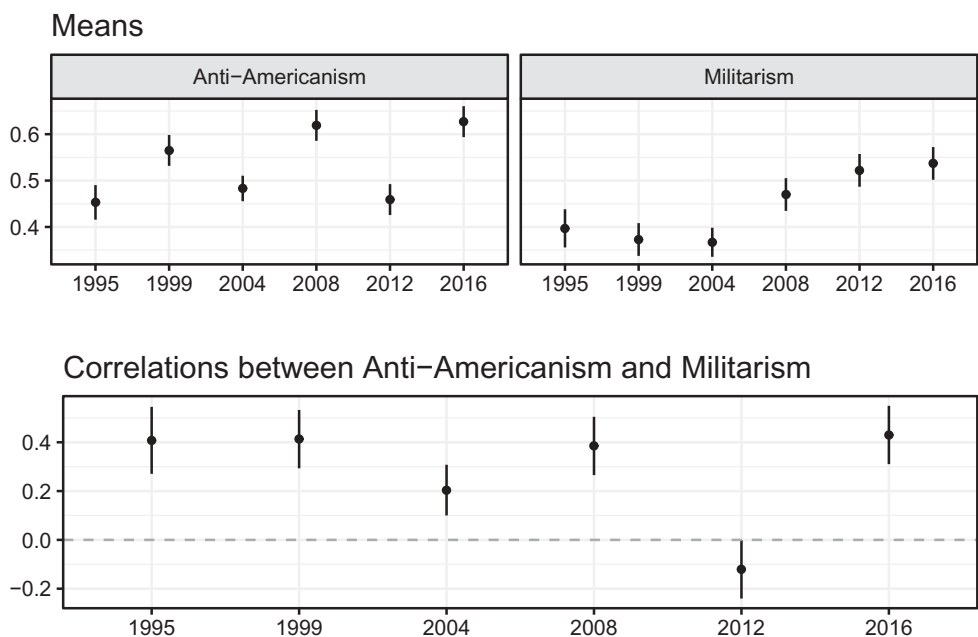 Means
Anti−Americanism Militarism
0.6
0.5
0.4
1995 1999 2004 2008 2012 2016 1995 1999 2004 2008 2012 2016
Correlations between Anti−Americanism and Militarism
0.4
0.2
0.0
−0.2
1995 1999 2004 2008 2012 2016